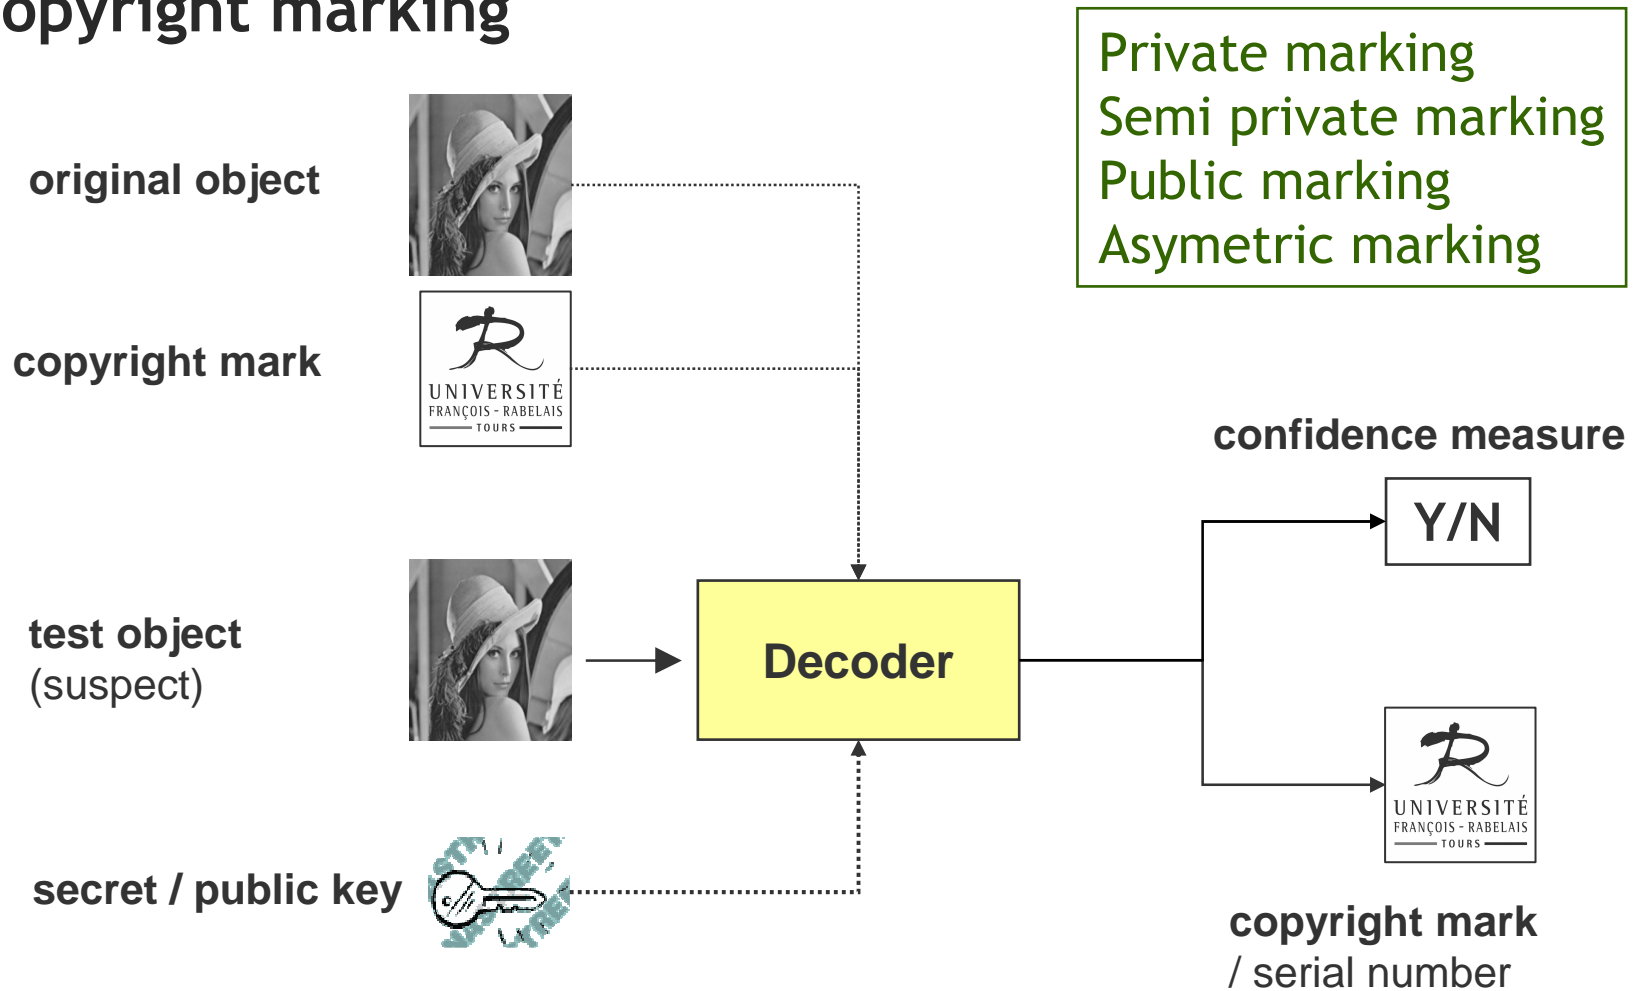 opyright marking
Private marking
Semi private marking
Public marking
Asymetric marking
original object
copyright mark
UNIVERSITÉ
FRANÇOIS - RABELAIS
TOURS
confidence measure
Y/N
test object
(suspect)
Decoder
UNIVERSITÉ
FRANÇOIS - RABELAIS
TOURS
secret / public key
copyright mark
/ serial number